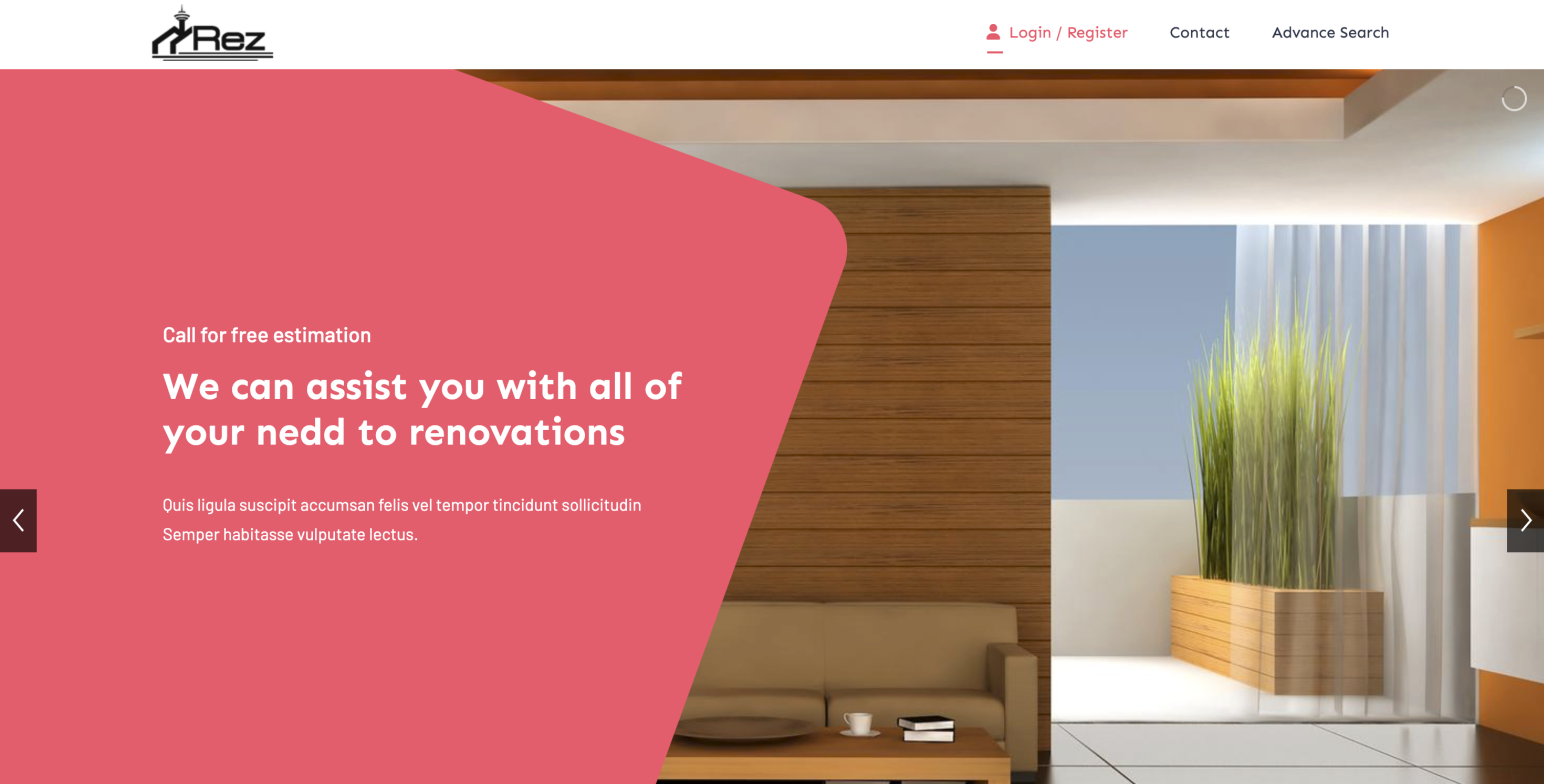 Rez
Login / Register
Contact
Advance Search
Call for free estimation
We can assist you with all of
your nedd to renovations
Quis ligula suscipit accumsan felis vel tempor tincidunt sollicitudin
Semper habitasse vulputate lectus.